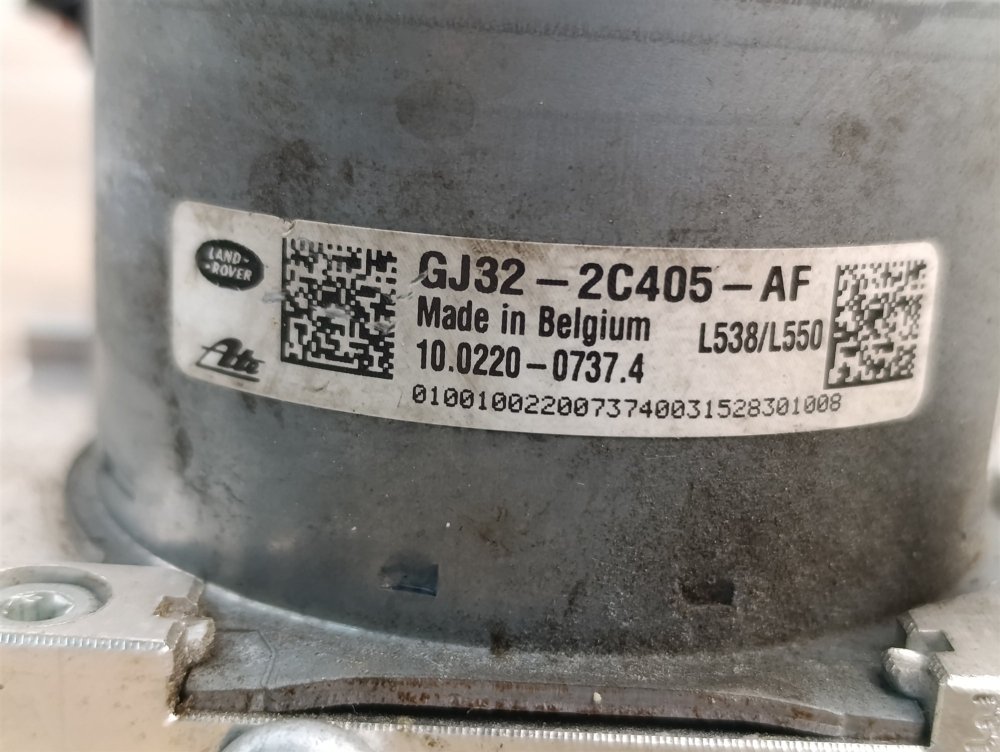 LAND-
-ROVER
GJ32-2C405-AF
Made in Belgium
L538/L550
Ate
10.0220-0737.4
0100100220073740031528301008